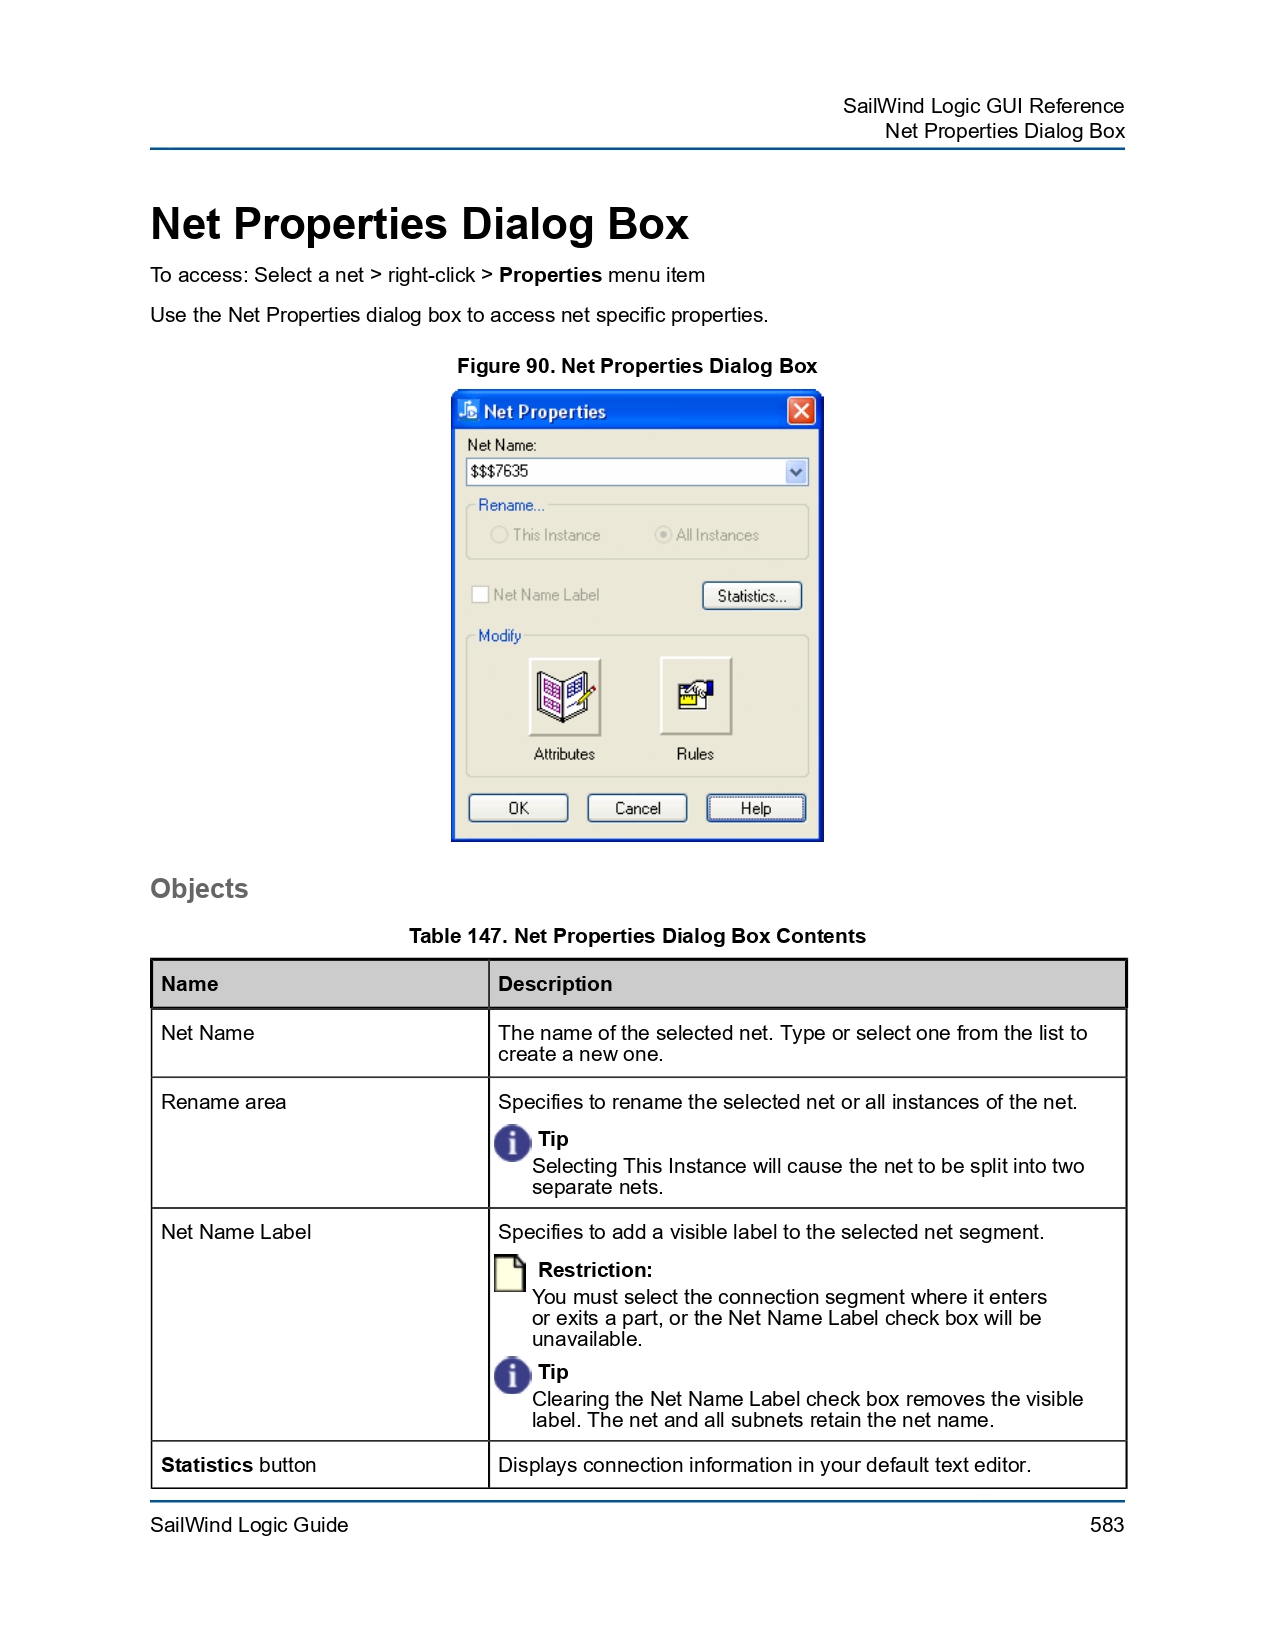 SailWind Logic GUI Reference
Net Properties Dialog Box
Net Properties Dialog Box
To access: Select a net > right-click > Properties menu item
Use the Net Properties dialog box to access net specific properties.
Figure 90. Net Properties Dialog Box
Net Properties
Net Name:
$$$7635
Rename...
This Instance All Instances
Net Name Label Statistics...
Modify
Attributes Rules
OK Cancel Help
Objects
Table 147. Net Properties Dialog Box Contents
Name Description
Net Name The name of the selected net. Type or select one from the list to
create a new one.
Rename area Specifies to rename the selected net or all instances of the net.
Tip
Selecting This Instance will cause the net to be split into two
separate nets.
Net Name Label Specifies to add a visible label to the selected net segment.
Restriction:
You must select the connection segment where it enters
or exits a part, or the Net Name Label check box will be
unavailable.
Tip
Clearing the Net Name Label check box removes the visible
label. The net and all subnets retain the net name.
Statistics button Displays connection information in your default text editor.
SailWind Logic Guide 583